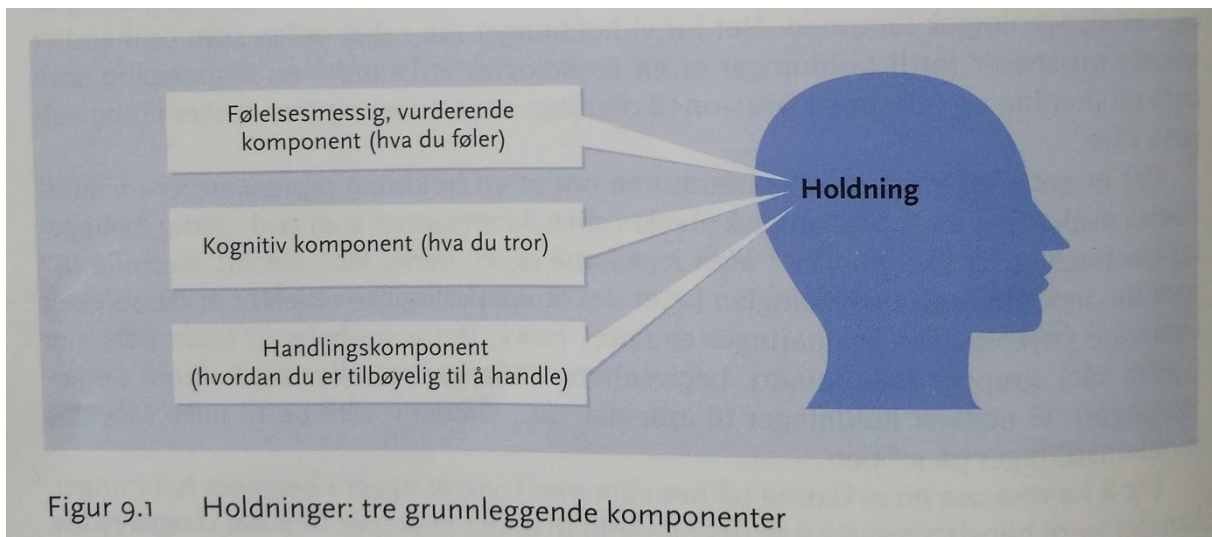 Følelsesmessig, vurderende
komponent (hva du føler)
Holdning
Kognitiv komponent (hva du tror)
Handlingskomponent
(hvordan du er tilbøyelig til å handle)
Figur 9.1 Holdninger: tre grunnleggende komponenter